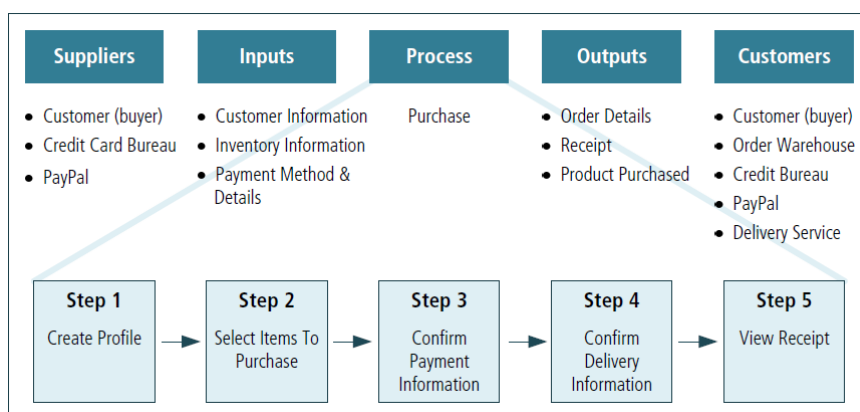 Suppliers
Inputs
Process
Outputs
Customers
• Customer (buyer)
• Credit Card Bureau
• PayPal
• Customer Information
• Inventory Information
• Payment Method &
Details
Purchase
• Order Details
• Receipt
• Product Purchased
• Customer (buyer)
• Order Warehouse
• Credit Bureau
• PayPal
• Delivery Service
Step 1
Create Profile
Step 2
Select Items To
Purchase
Step 3
Confirm
Payment
Information
Step 4
Confirm
Delivery
Information
Step 5
View Receipt